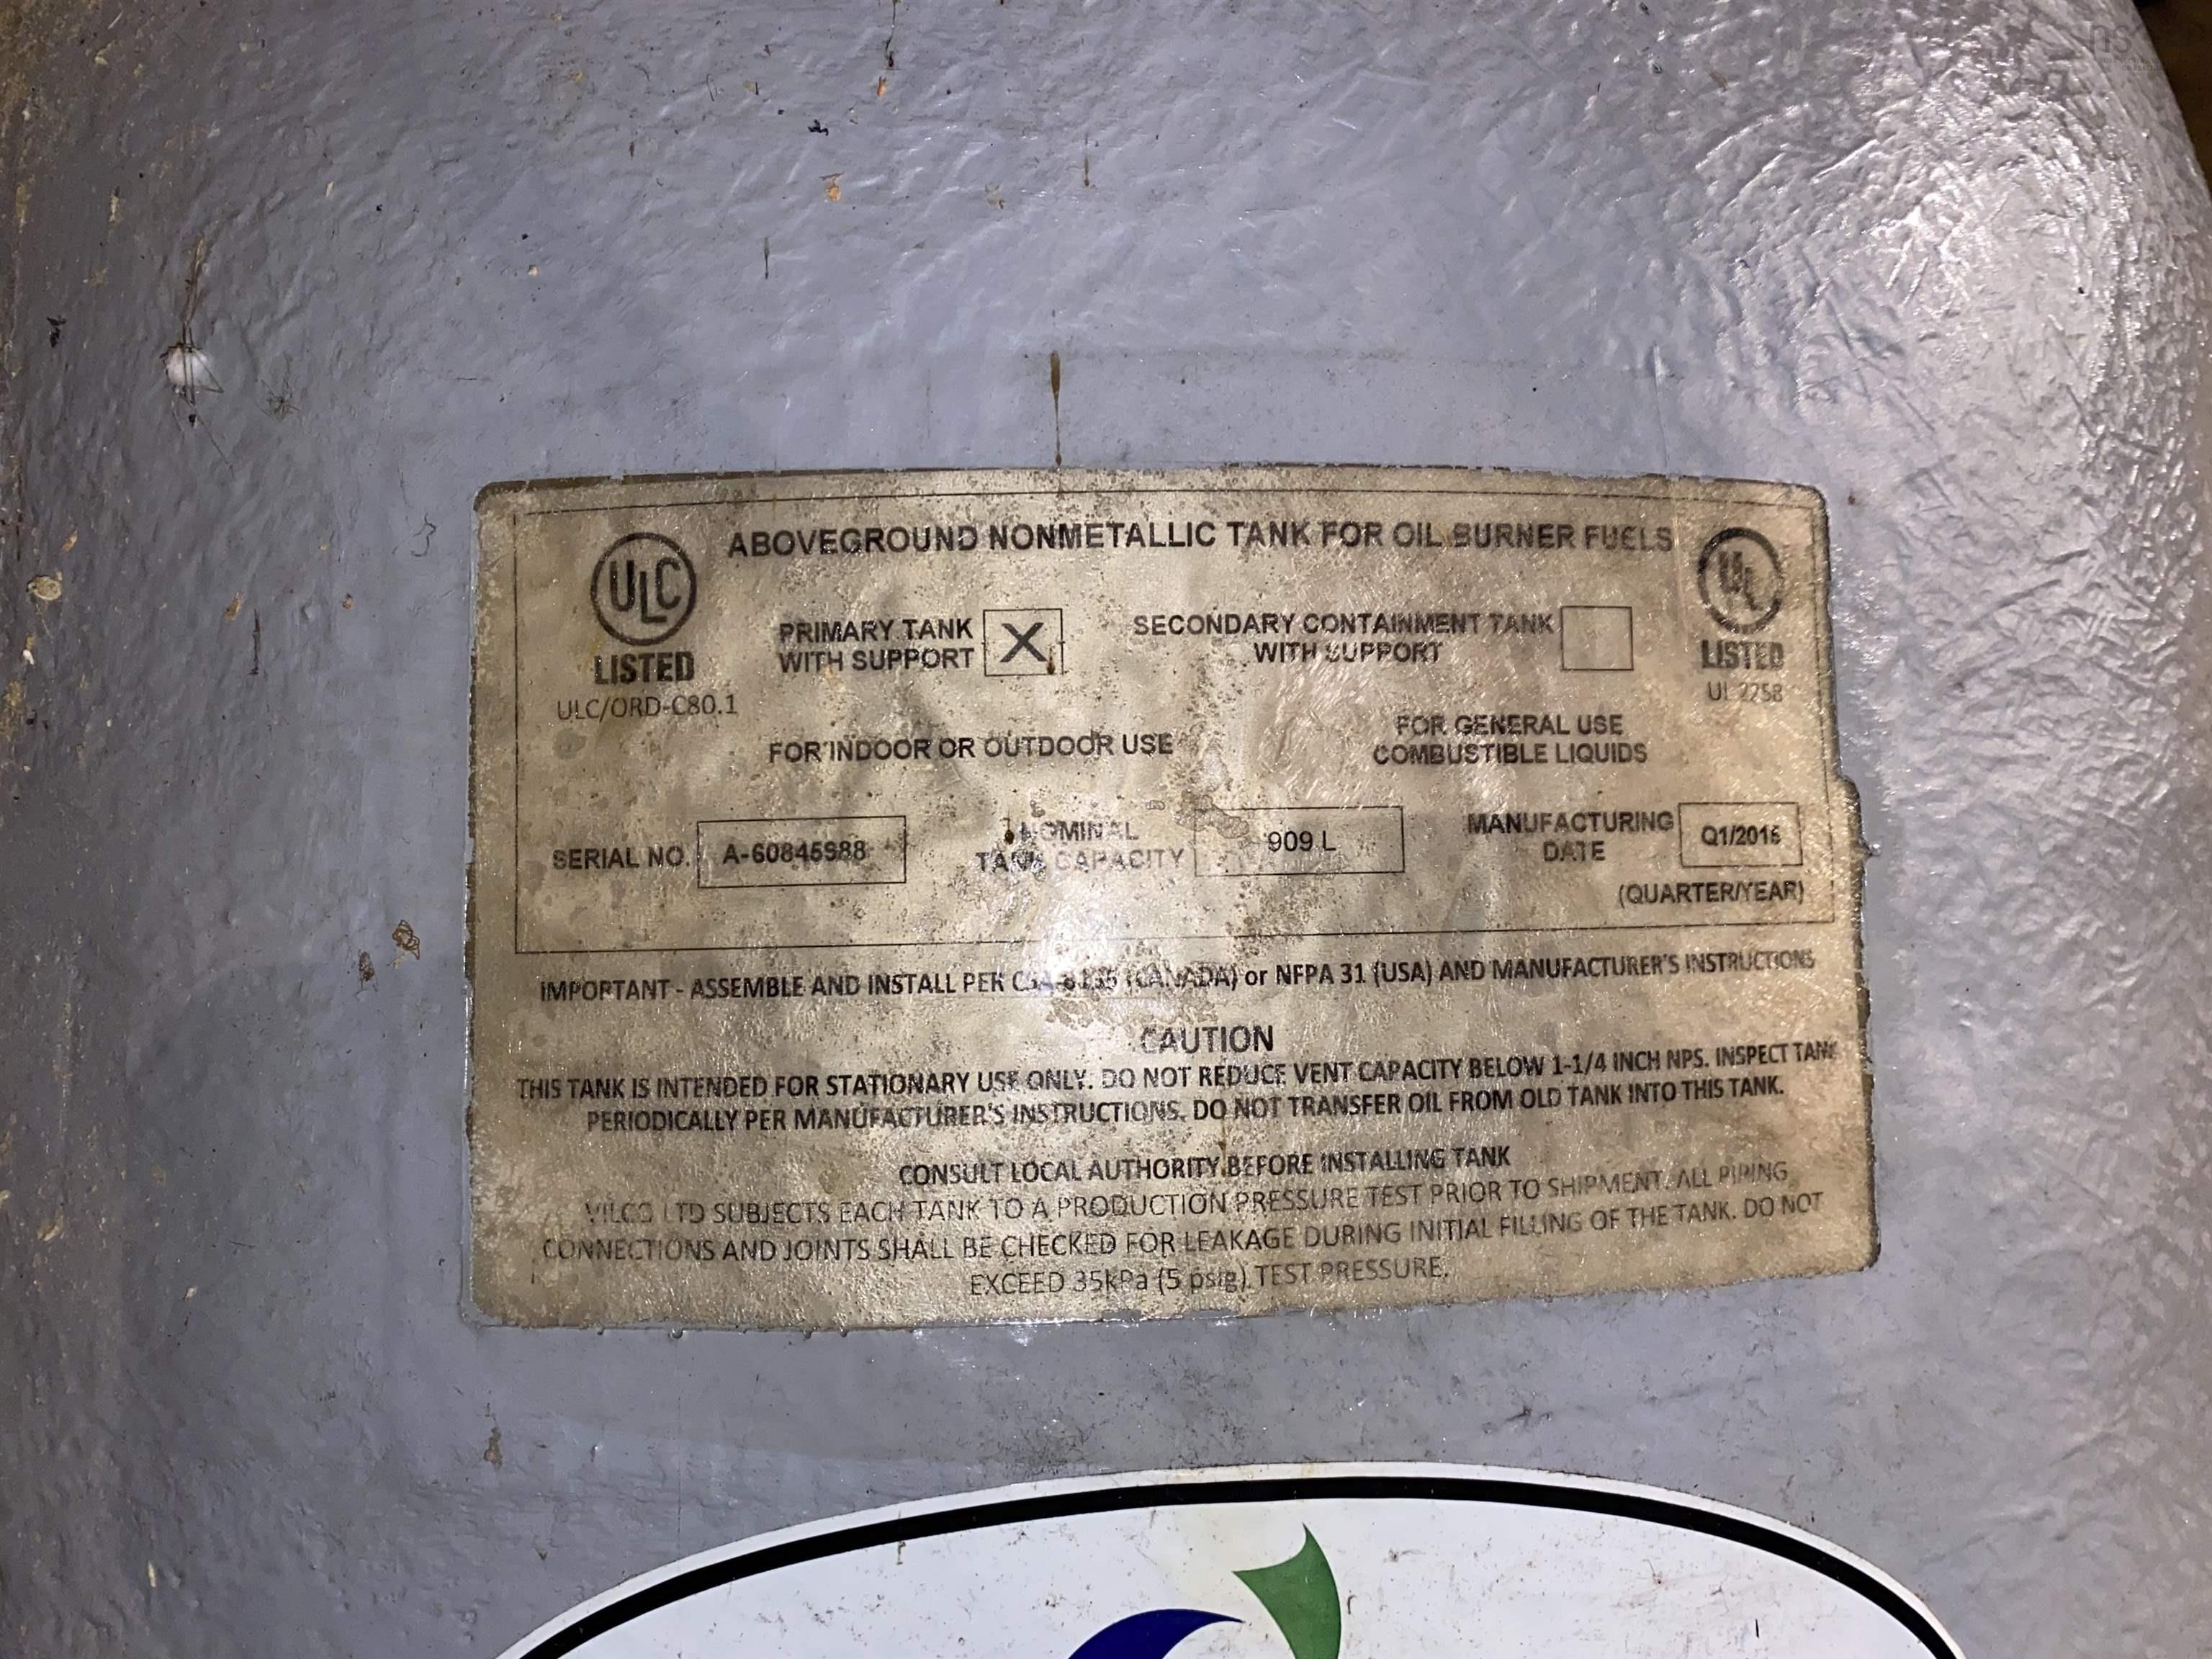 ABOVEGROUND NONMETALLIC TANK FOR OIL BURNER FUELS
ULC
LISTED
ULC/ORD-C80.1
PRIMARY TANK
WITH SUPPORT
X
SECONDARY CONTAINMENT TANK
WITH SUPPORT
UL
LISTED
UL 2258
FOR INDOOR OR OUTDOOR USE
FOR GENERAL USE
COMBUSTIBLE LIQUIDS
SERIAL NO.
NOMINAL
TANK CAPACITY
909 L
MANUFACTURING
DATE
(QUARTER/YEAR)
IMPORTANT - ASSEMBLE AND INSTALL PER CSA (CANADA) or NFPA 31 (USA) AND MANUFACTURER'S INSTRUCTIONS
CAUTION
THIS TANK IS INTENDED FOR STATIONARY USE ONLY. DO NOT REDUCE VENT CAPACITY BELOW 1-1/4 INCH NPS. INSPECT TANK
PERIODICALLY PER MANUFACTURER'S INSTRUCTIONS. DO NOT TRANSFER OIL FROM OLD TANK INTO THIS TANK.
CONSULT LOCAL AUTHORITY BEFORE INSTALLING TANK
LTD SUBJECTS EACH TANK TO A PRODUCTION PRESSURE TEST PRIOR TO SHIPMENT. ALL PIPING
CONNECTIONS AND JOINTS SHALL BE CHECKED FOR LEAKAGE DURING INITIAL FILLING OF THE TANK. DO NOT
EXCEED 35kPa (5 psig) TEST PRESSURE.